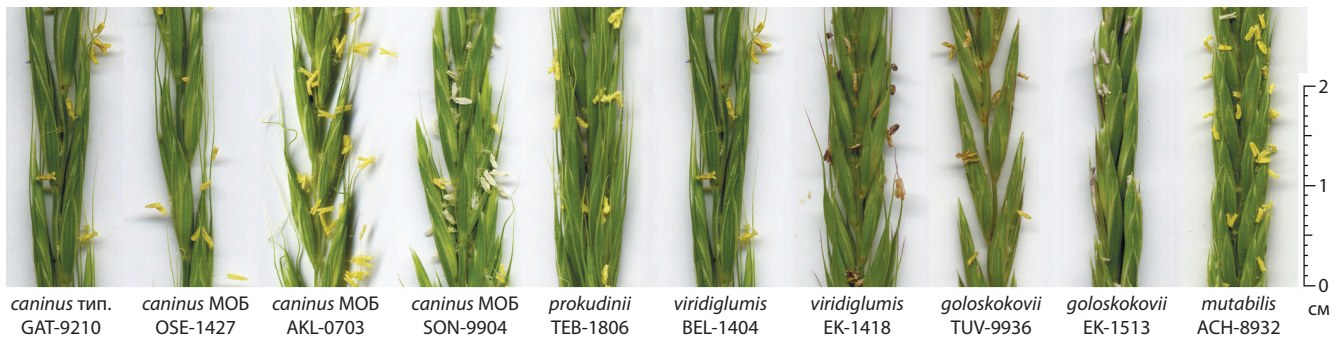 2
1
0
см
caninus тип.
GAT-9210
caninus МОБ
OSE-1427
caninus МОБ
AKL-0703
caninus МОБ
SON-9904
prokudinii
TEB-1806
viridiglumis
BEL-1404
viridiglumis
EK-1418
goloskokovii
TUV-9936
goloskokovii
EK-1513
mutabilis
ACH-8932